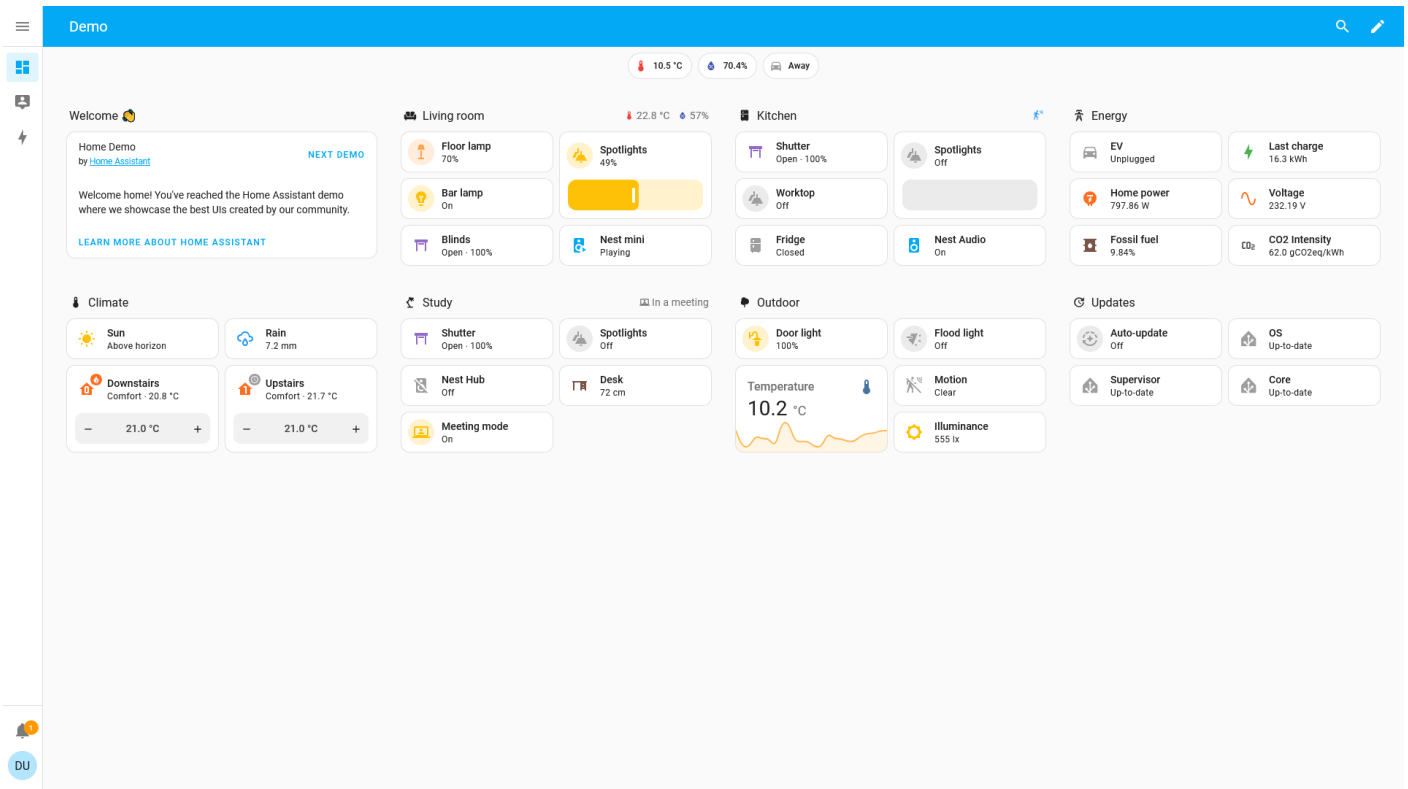 Demo
10.5 °C
70.4%
Away
Welcome
Home Demo
by Home Assistant
NEXT DEMO
Welcome home! You've reached the Home Assistant demo
where we showcase the best UIs created by our community.
LEARN MORE ABOUT HOME ASSISTANT
Living room
22.8 °C
57%
Floor lamp
70%
Spotlights
49%
Bar lamp
On
Blinds
Open · 100%
Nest mini
Playing
Kitchen
Shutter
Open · 100%
Spotlights
Off
Worktop
Off
Fridge
Closed
Nest Audio
On
Energy
EV
Unplugged
Last charge
16.3 kWh
Home power
797.86 W
Voltage
232.19 V
Fossil fuel
9.84%
CO2 Intensity
62.0 gCO2eq/kWh
Climate
Sun
Above horizon
Rain
7.2 mm
Downstairs
Comfort · 20.8 °C
21.0 °C
Upstairs
Comfort · 21.7 °C
21.0 °C
Study
In a meeting
Shutter
Open · 100%
Spotlights
Off
Nest Hub
Off
Desk
72 cm
Meeting mode
On
Outdoor
Door light
100%
Flood light
Off
Temperature
10.2 °C
Motion
Clear
Illuminance
555 lx
Updates
Auto-update
Off
OS
Up-to-date
Supervisor
Up-to-date
Core
Up-to-date
1
DU